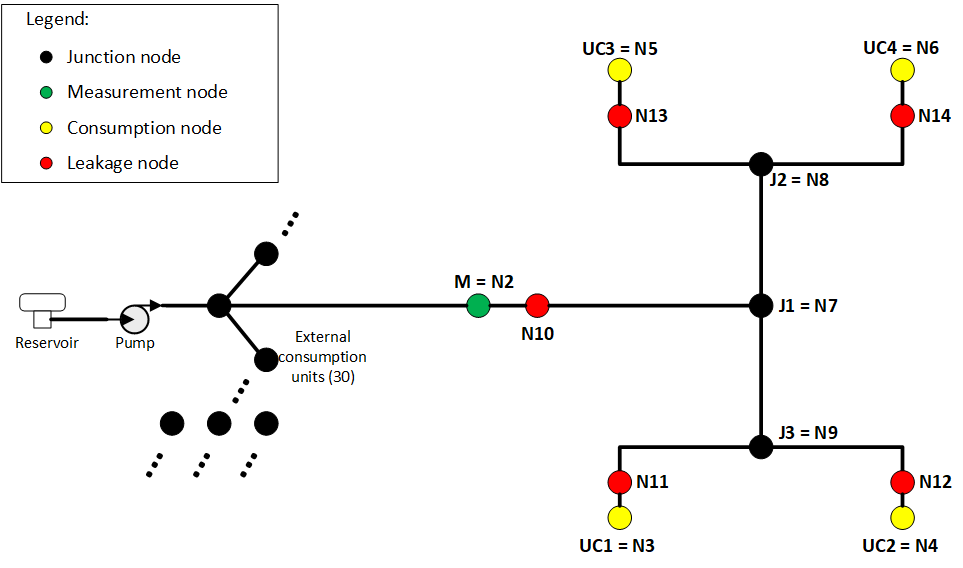 Legend:
Junction node
Measurement node
Consumption node
Leakage node
UC3 = N5
UC4 = N6
N13
N14
J2 = N8
M = N2
J1 = N7
N10
Reservoir
Pump
External
consumption
units (30)
J3 = N9
N11
N12
UC1 = N3
UC2 = N4